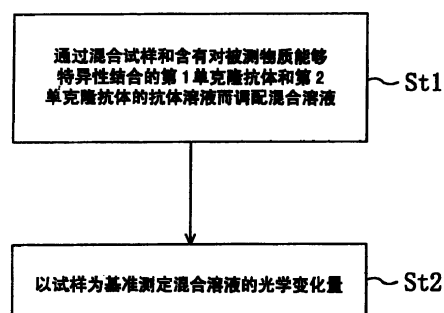 通过混合试样和含有对被测物质能够
特异性结合的第1单克隆抗体和第2
单克隆抗体的抗体溶液而调配混合溶液
St1
以试样为基准测定混合溶液的光学变化量
St2